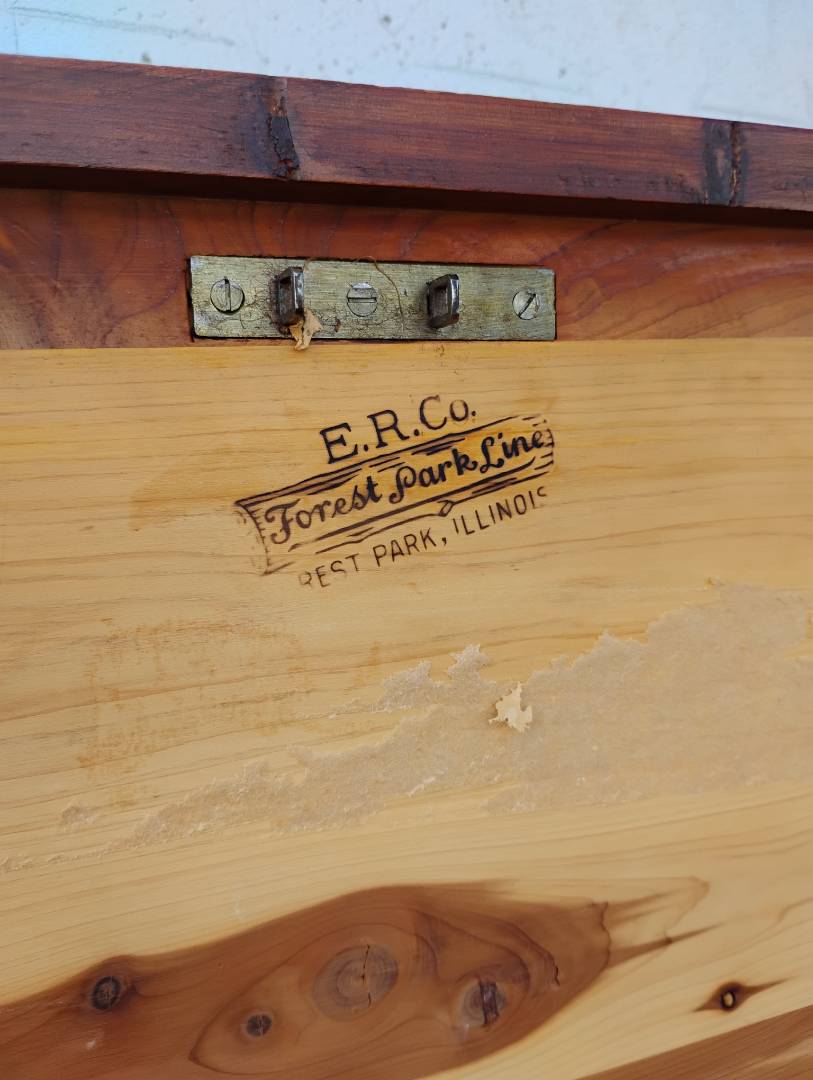 E.R.Co.
Forest Park Line
REST PARK, ILLINOIS